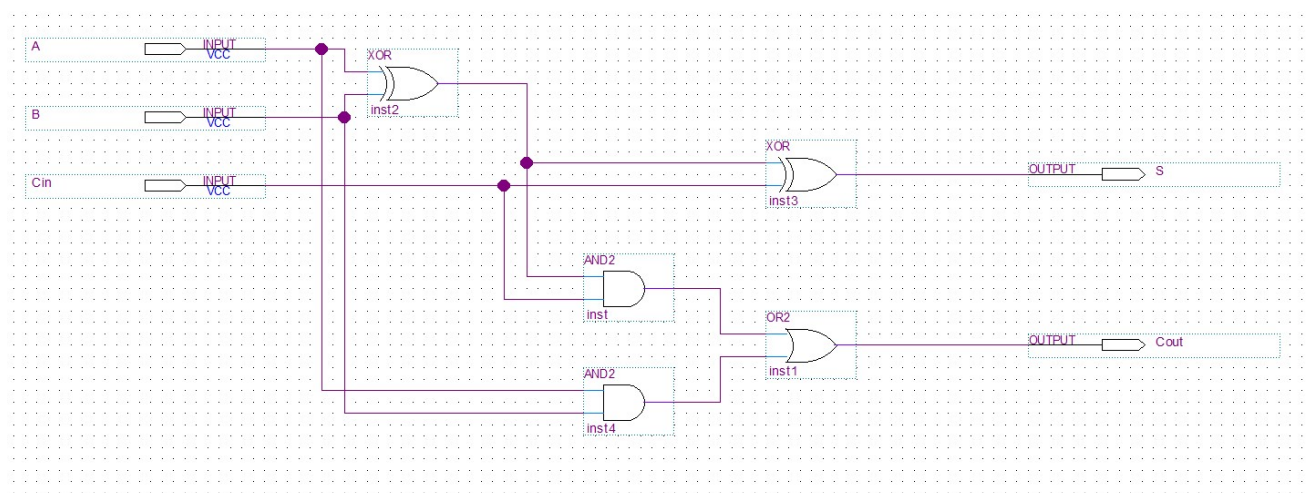 A
INPUT
VCC
XOR
inst2
B
INPUT
VCC
XOR
inst3
OUTPUT
S
Cin
INPUT
VCC
AND2
inst
OR2
inst1
OUTPUT
Cout
AND2
inst4